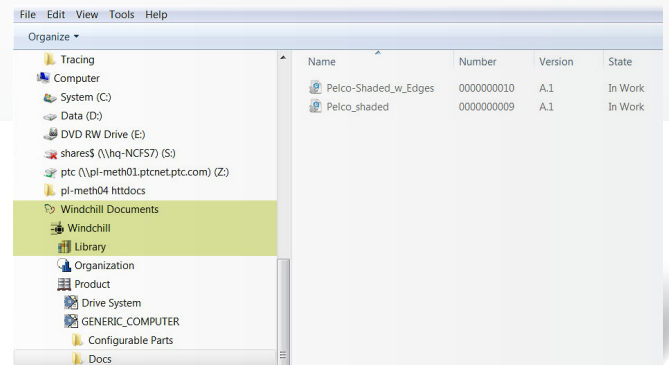 File Edit View Tools Help
Organize
Tracing
Computer
System (C:)
Data (D:)
DVD RW Drive (E:)
shares$ (\\hq-NCFS7) (S:)
ptc (\\pl-meth01.ptcnet.ptc.com) (Z:)
pl-meth04 httdocs
Windchill Documents
Windchill
Library
Organization
Product
Drive System
GENERIC_COMPUTER
Configurable Parts
Docs
Name Number Version State
Pelco-Shaded_w_Edges 0000000010 A.1 In Work
Pelco_shaded 0000000009 A.1 In Work